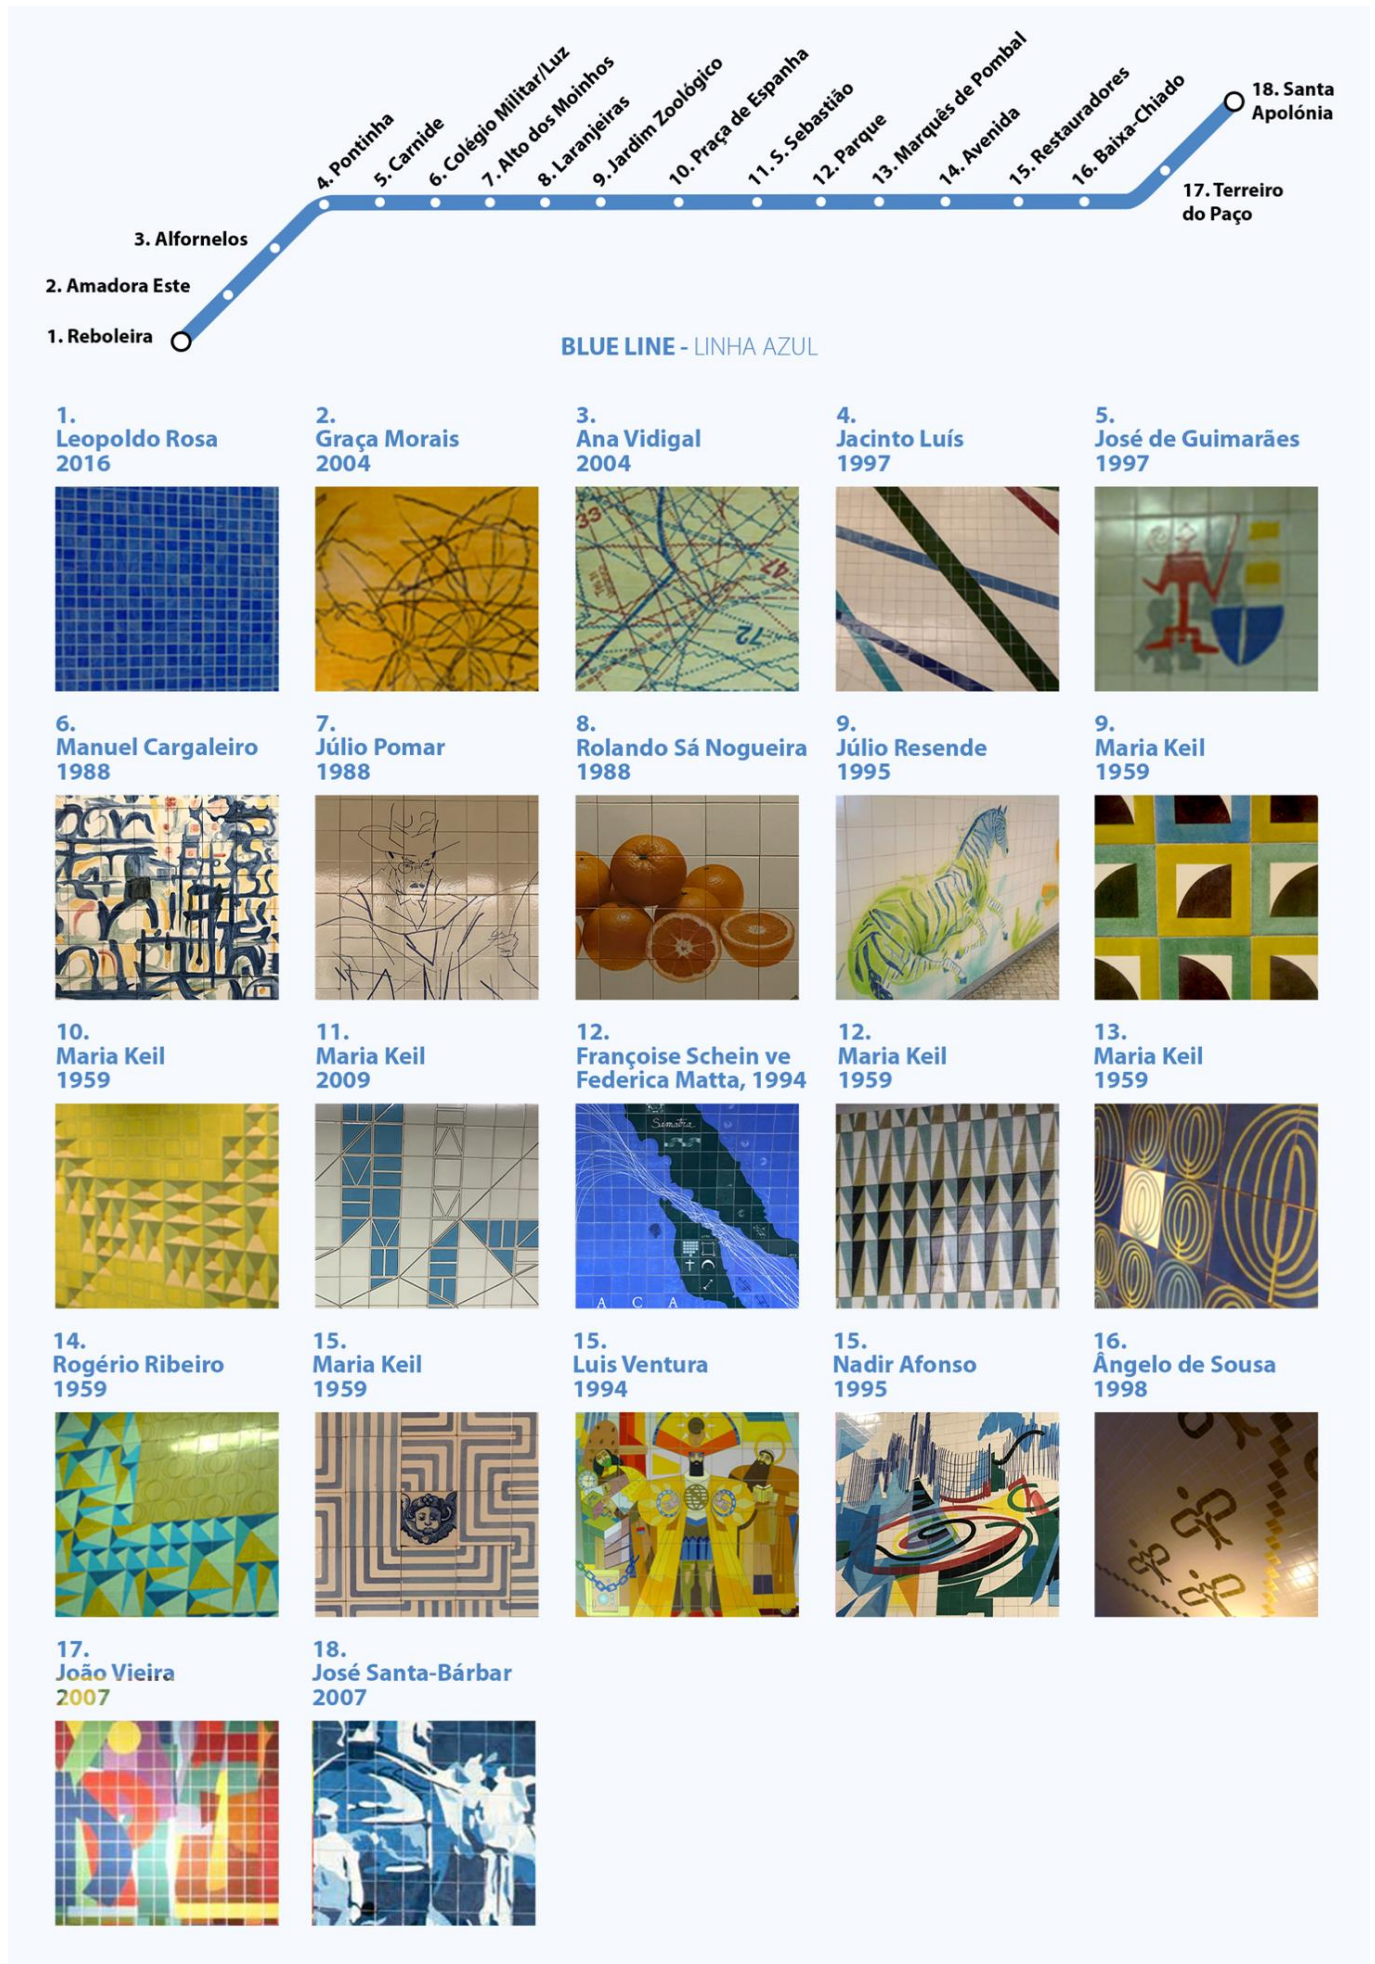 4. Pontinha
5. Carnide
6. Colégio Militar/Luz
7. Alto dos Moinhos
8. Laranjeiras
9. Jardim Zoológico
10. Praça de Espanha
11. S. Sebastião
12. Parque
13. Marquês de Pombal
14. Avenida
15. Restauradores
16. Baixa-Chiado
18. Santa
Apolónia
17. Terreiro
do Paço
3. Alfornelos
2. Amadora Este
1. Reboleira
BLUE LINE - LINHA AZUL
1.
Leopoldo Rosa
2016
2.
Graça Morais
2004
3.
Ana Vidigal
2004
4.
Jacinto Luís
1997
5.
José de Guimarães
1997
33
47
72
6.
Manuel Cargaleiro
1988
7.
Júlio Pomar
1988
8.
Rolando Sá Nogueira
1988
9.
Júlio Resende
1995
9.
Maria Keil
1959
10.
Maria Keil
1959
11.
Maria Keil
2009
12.
Françoise Schein ve
Federica Matta, 1994
12.
Maria Keil
1959
13.
Maria Keil
1959
Samatra
A C A
14.
Rogério Ribeiro
1959
15.
Maria Keil
1959
15.
Luis Ventura
1994
15.
Nadir Afonso
1995
16.
Ângelo de Sousa
1998
17.
João Vieira
2007
18.
José Santa-Bárbar
2007